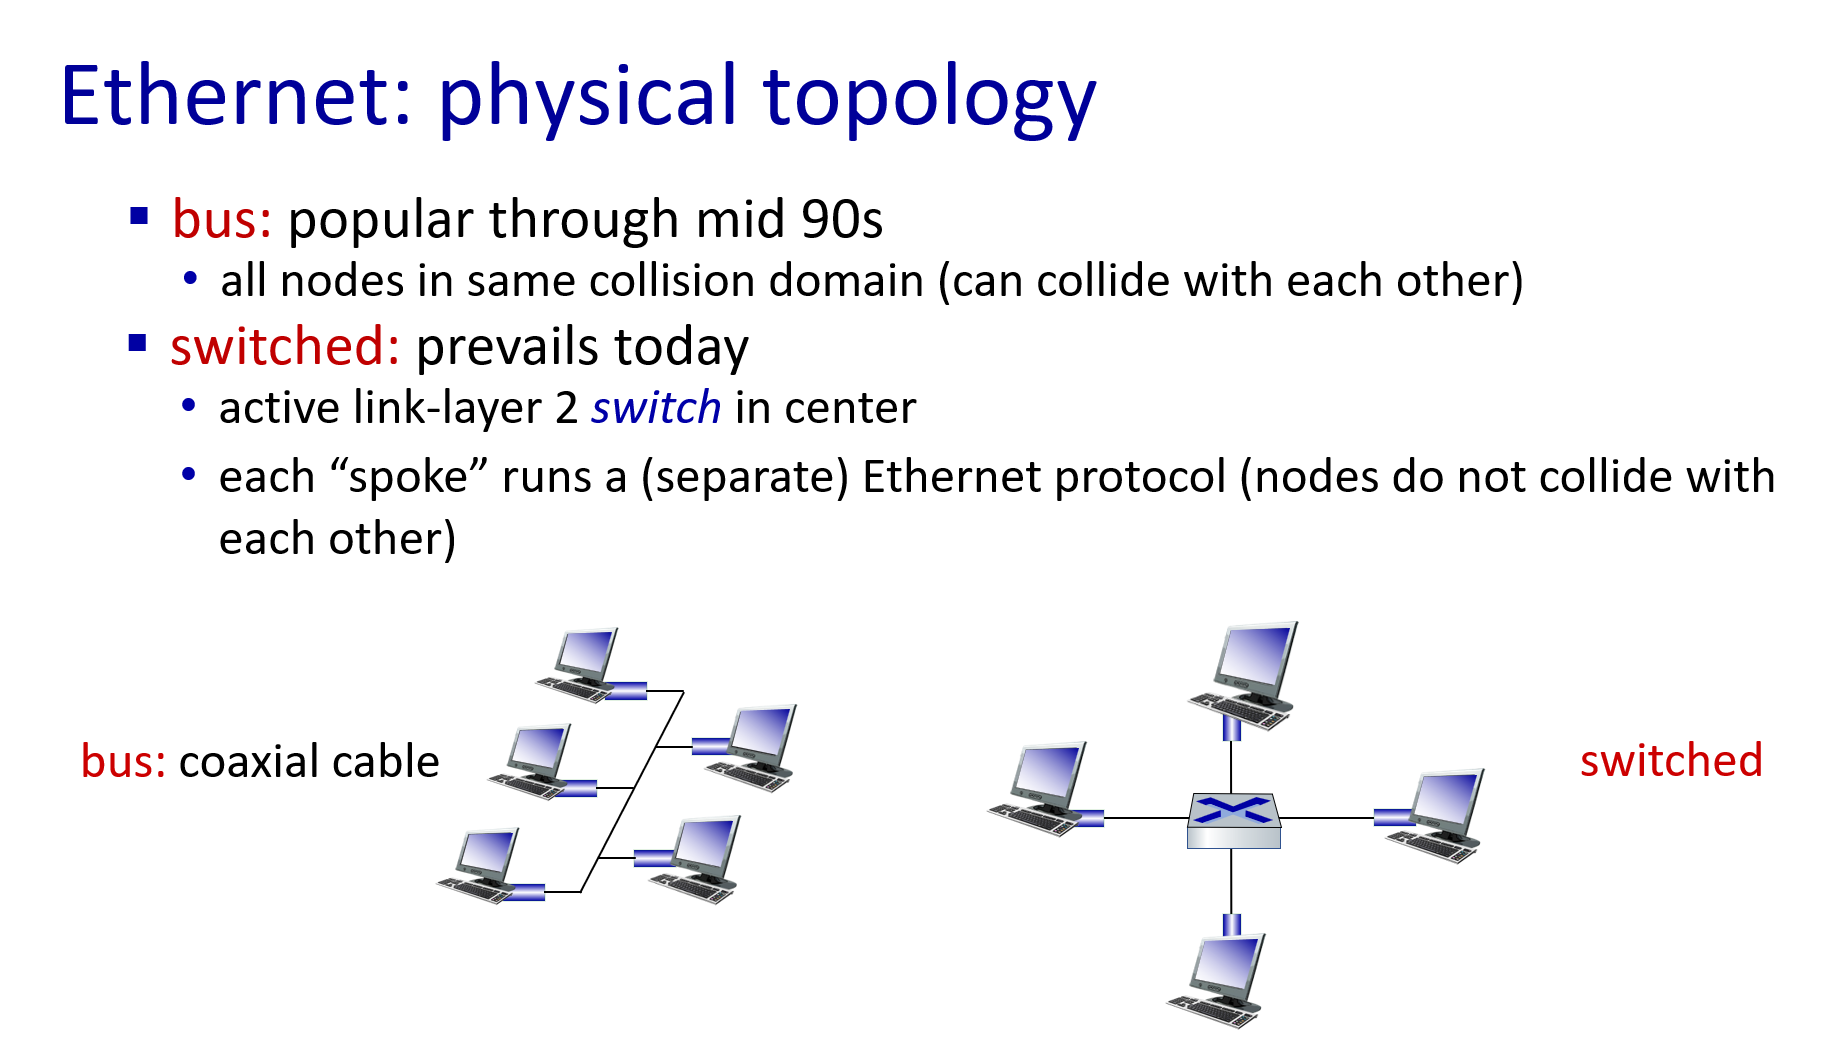 Ethernet: physical topology
▪ bus: popular through mid 90s
• all nodes in same collision domain (can collide with each other)
▪ switched: prevails today
• active link-layer 2 switch in center
• each “spoke” runs a (separate) Ethernet protocol (nodes do not collide with
each other)
bus: coaxial cable
switched